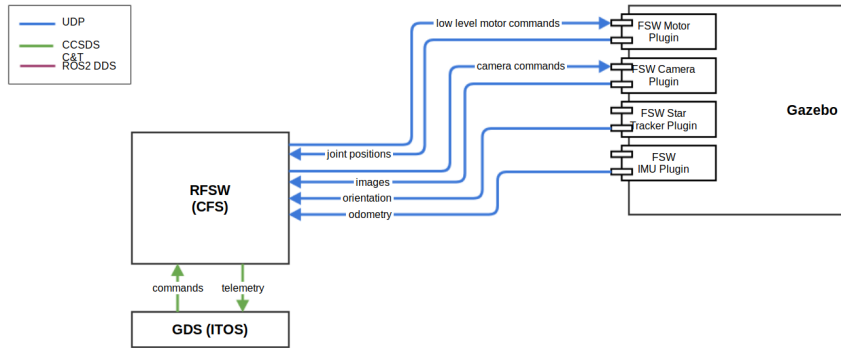 UDP
CCSDS
C&T
ROS2 DDS
low level motor commands
FSW Motor
Plugin
camera commands
FSW Camera
Plugin
Gazebo
FSW Star
Tracker Plugin
joint positions
FSW
IMU Plugin
RFSW
(CFS)
images
orientation
odometry
commands
telemetry
GDS (ITOS)